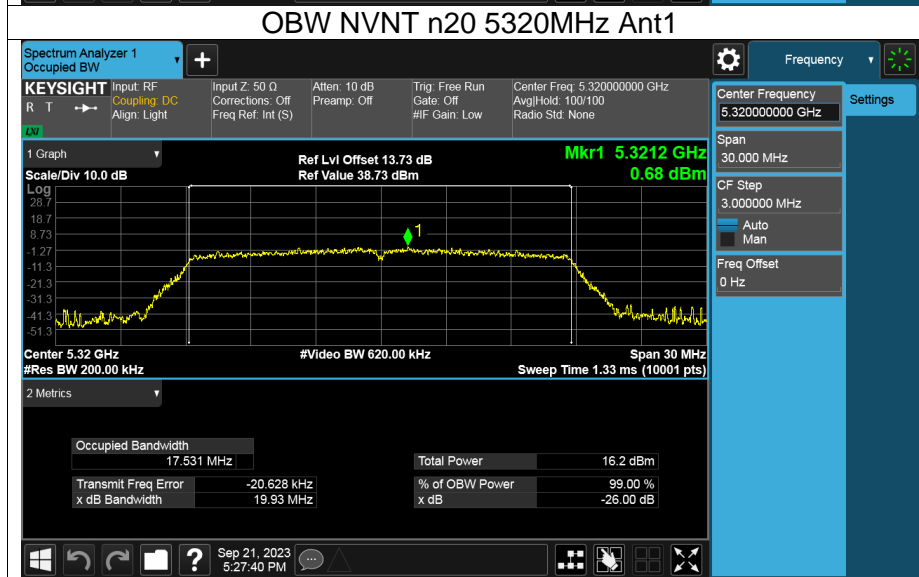 OBW NVNT n20 5320MHz Ant1
Spectrum Analyzer 1
Occupied BW
+
Frequency
KEYSIGHT
R T
LXI
Input: RF
Coupling: DC
Align: Light
Input Z: 50 Ω
Corrections: Off
Freq Ref: Int (S)
Atten: 10 dB
Preamp: Off
Trig: Free Run
Gate: Off
#IF Gain: Low
Center Freq: 5.320000000 GHz
Avg|Hold: 100/100
Radio Std: None
Center Frequency
5.320000000 GHz
Settings
Span
30.000 MHz
CF Step
3.000000 MHz
Auto
Man
Freq Offset
0 Hz
1 Graph
Scale/Div 10.0 dB
Ref Lvl Offset 13.73 dB
Ref Value 38.73 dBm
Mkr1 5.3212 GHz
0.68 dBm
Log
28.7
18.7
8.73
-1.27
-11.3
-21.3
-31.3
-41.3
-51.3
1
Center 5.32 GHz
#Video BW 620.00 kHz
Span 30 MHz
#Res BW 200.00 kHz
Sweep Time 1.33 ms (10001 pts)
2 Metrics
Occupied Bandwidth
17.531 MHz
Total Power 16.2 dBm
Transmit Freq Error -20.628 kHz
% of OBW Power 99.00 %
x dB Bandwidth 19.93 MHz
x dB -26.00 dB
?
Sep 21, 2023
5:27:40 PM